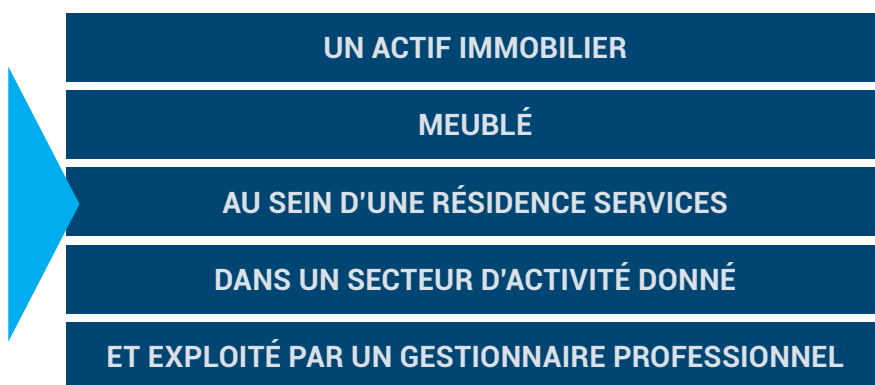 UN ACTIF IMMOBILIER
MEUBLÉ
AU SEIN D'UNE RÉSIDENCE SERVICES
DANS UN SECTEUR D'ACTIVITÉ DONNÉ
ET EXPLOITÉ PAR UN GESTIONNAIRE PROFESSIONNEL